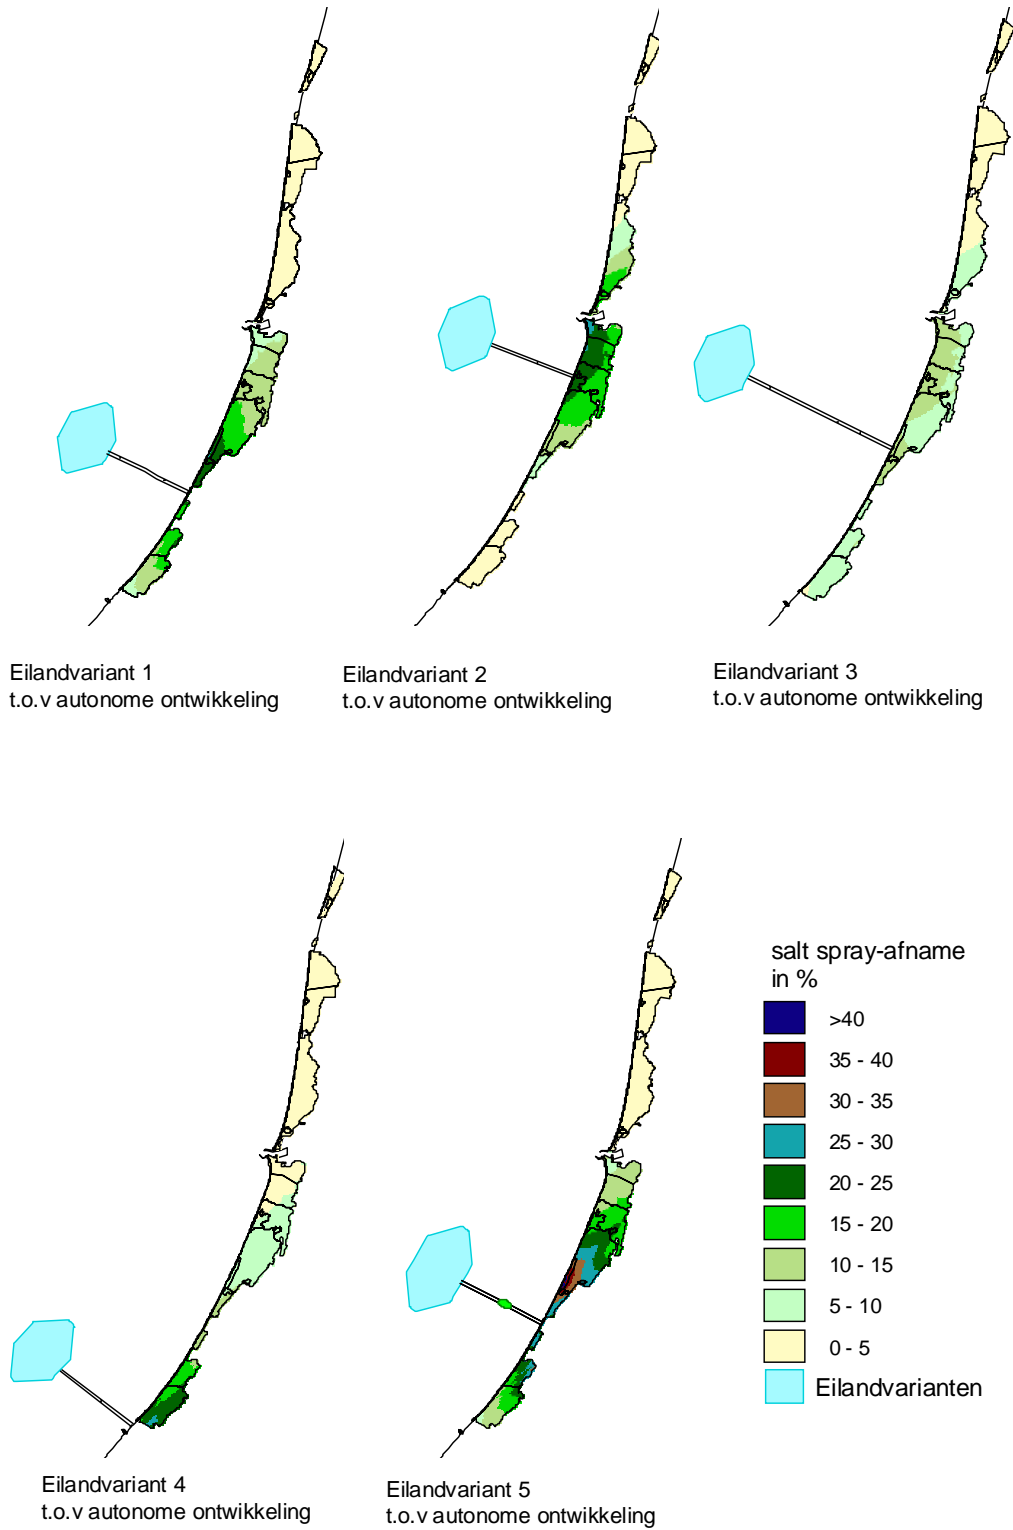 Eilandvariant 1
t.o.v autonome ontwikkeling
Eilandvariant 2
t.o.v autonome ontwikkeling
Eilandvariant 3
t.o.v autonome ontwikkeling
salt spray-afname
in %
>40
35 - 40
30 - 35
25 - 30
20 - 25
15 - 20
10 - 15
5 - 10
0 - 5
Eilandvarianten
Eilandvariant 4
t.o.v autonome ontwikkeling
Eilandvariant 5
t.o.v autonome ontwikkeling